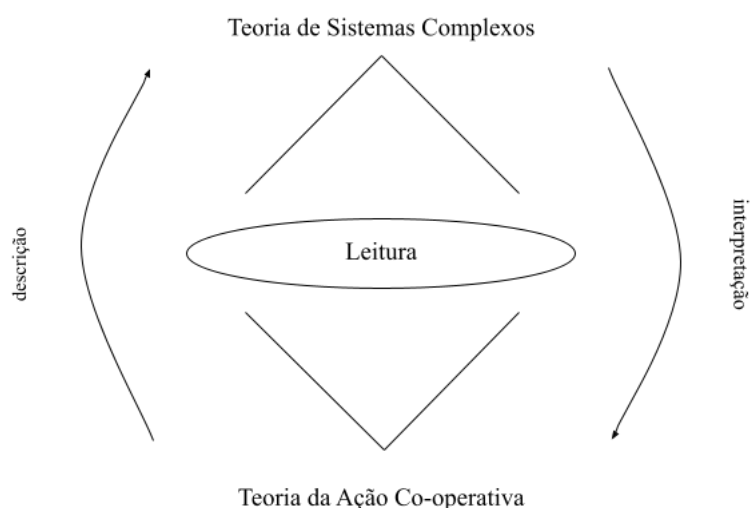 Teoria de Sistemas Complexos
descrição
Leitura
interpretação
Teoria da Ação Co-operativa